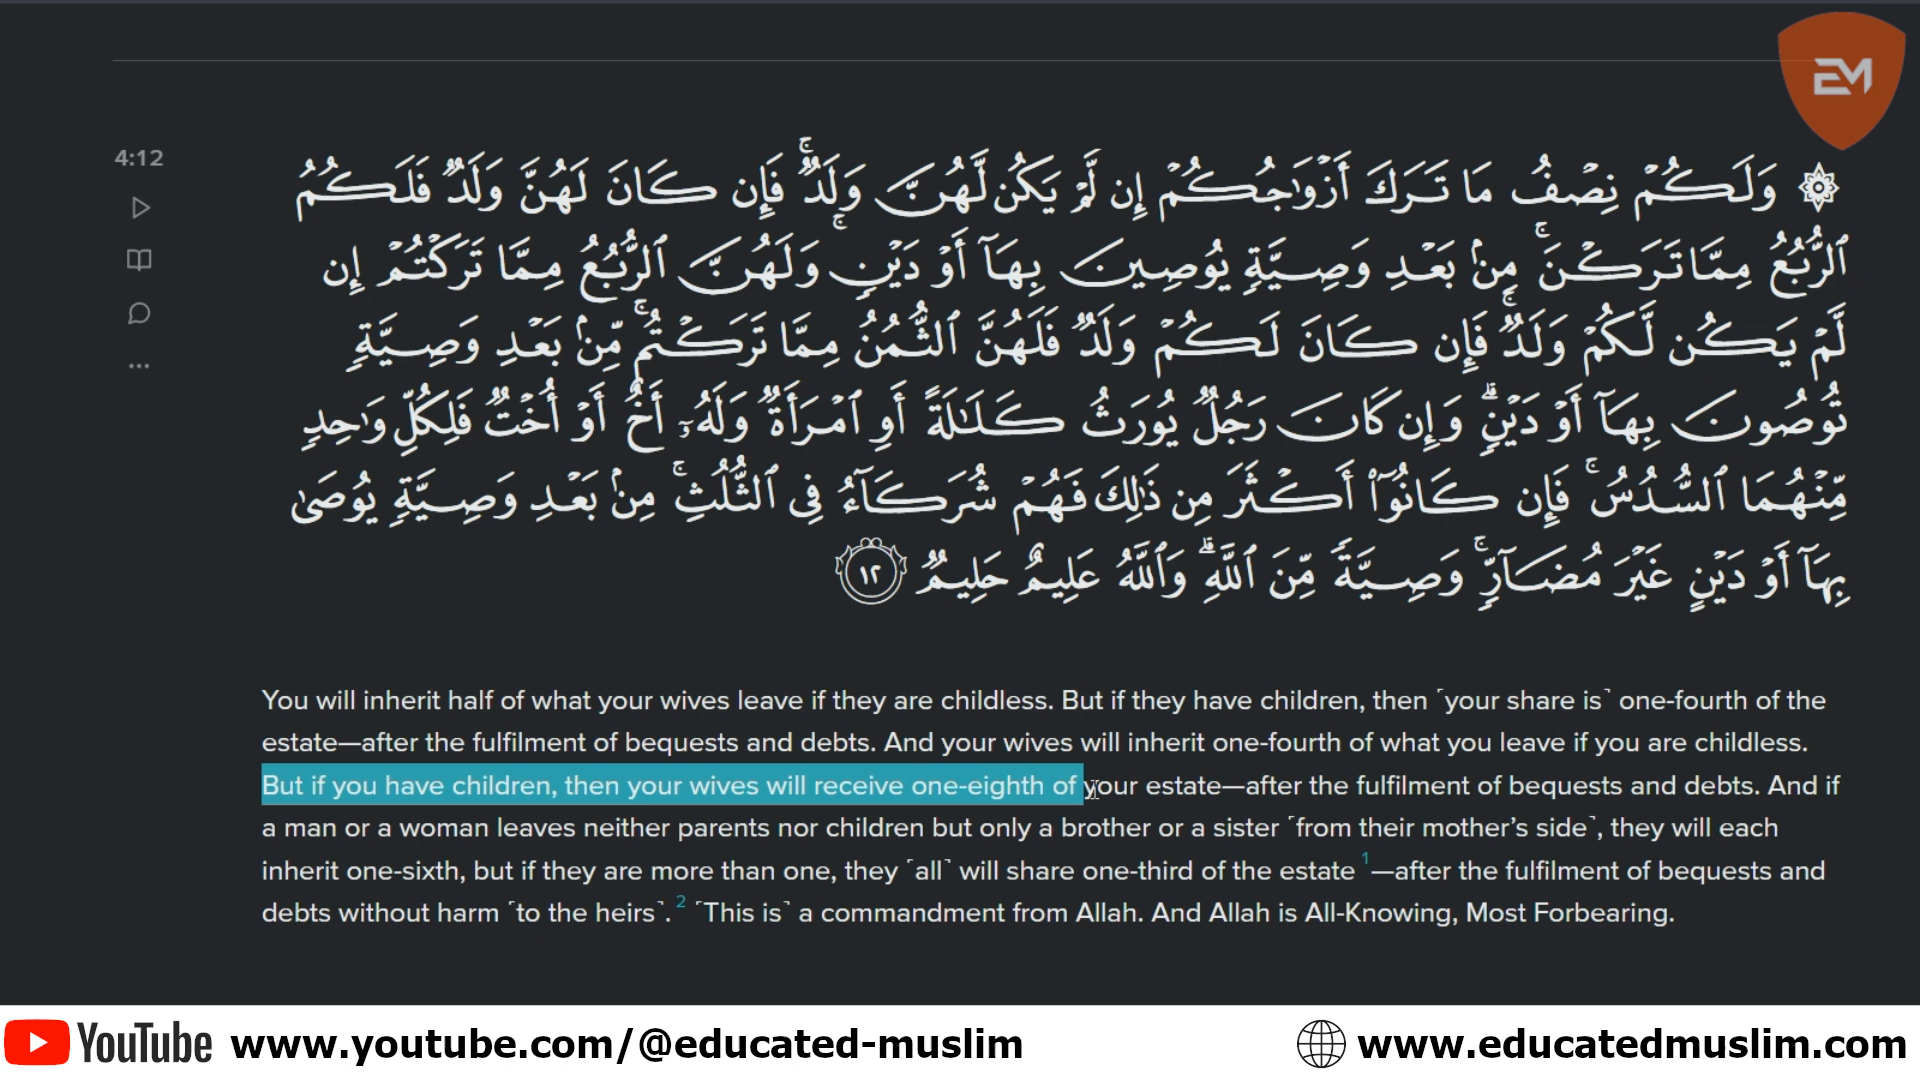 EM
4:12
۞ وَلَكُمْ نِصْفُ مَا تَرَكَ أَزْوَٰجُكُمْ إِن لَّمْ يَكُن لَّهُنَّ وَلَدٌ ۚ فَإِن كَانَ لَهُنَّ وَلَدٌ فَلَكُمُ
ٱلرُّبُعُ مِمَّا تَرَكْنَ ۚ مِنۢ بَعْدِ وَصِيَّةٍ يُوصِينَ بِهَآ أَوْ دَيْنٍ ۚ وَلَهُنَّ ٱلرُّبُعُ مِمَّا تَرَكْتُمْ إِن
لَّمْ يَكُن لَّكُمْ وَلَدٌ ۚ فَإِن كَانَ لَكُمْ وَلَدٌ فَلَهُنَّ ٱلثُّمُنُ مِمَّا تَرَكْتُم ۚ مِّنۢ بَعْدِ وَصِيَّةٍ
تُوصُونَ بِهَآ أَوْ دَيْنٍ ۗ وَإِن كَانَ رَجُلٌ يُورَثُ كَلَـٰلَةً أَوِ ٱمْرَأَةٌ وَلَهُۥٓ أَخٌ أَوْ أُخْتٌ فَلِكُلِّ وَٰحِدٍ
مِّنْهُمَا ٱلسُّدُسُ ۚ فَإِن كَانُوٓا۟ أَكْثَرَ مِن ذَٰلِكَ فَهُمْ شُرَكَآءُ فِى ٱلثُّلُثِ ۚ مِنۢ بَعْدِ وَصِيَّةٍ يُوصَىٰ
بِهَآ أَوْ دَيْنٍ غَيْرَ مُضَآرٍّ ۚ وَصِيَّةً مِّنَ ٱللَّهِ ۗ وَٱللَّهُ عَلِيمٌ حَلِيمٌ ١٢
You will inherit half of what your wives leave if they are childless. But if they have children, then ˹your share is˺ one-fourth of the
estate—after the fulfilment of bequests and debts. And your wives will inherit one-fourth of what you leave if you are childless.
But if you have children, then your wives will receive one-eighth of your estate—after the fulfilment of bequests and debts. And if
a man or a woman leaves neither parents nor children but only a brother or a sister ˹from their mother’s side˺, they will each
inherit one-sixth, but if they are more than one, they ˹all˺ will share one-third of the estate 1—after the fulfilment of bequests and
debts without harm ˹to the heirs˺. 2 ˹This is˺ a commandment from Allah. And Allah is All-Knowing, Most Forbearing.
YouTube www.youtube.com/@educated-muslim www.educatedmuslim.com